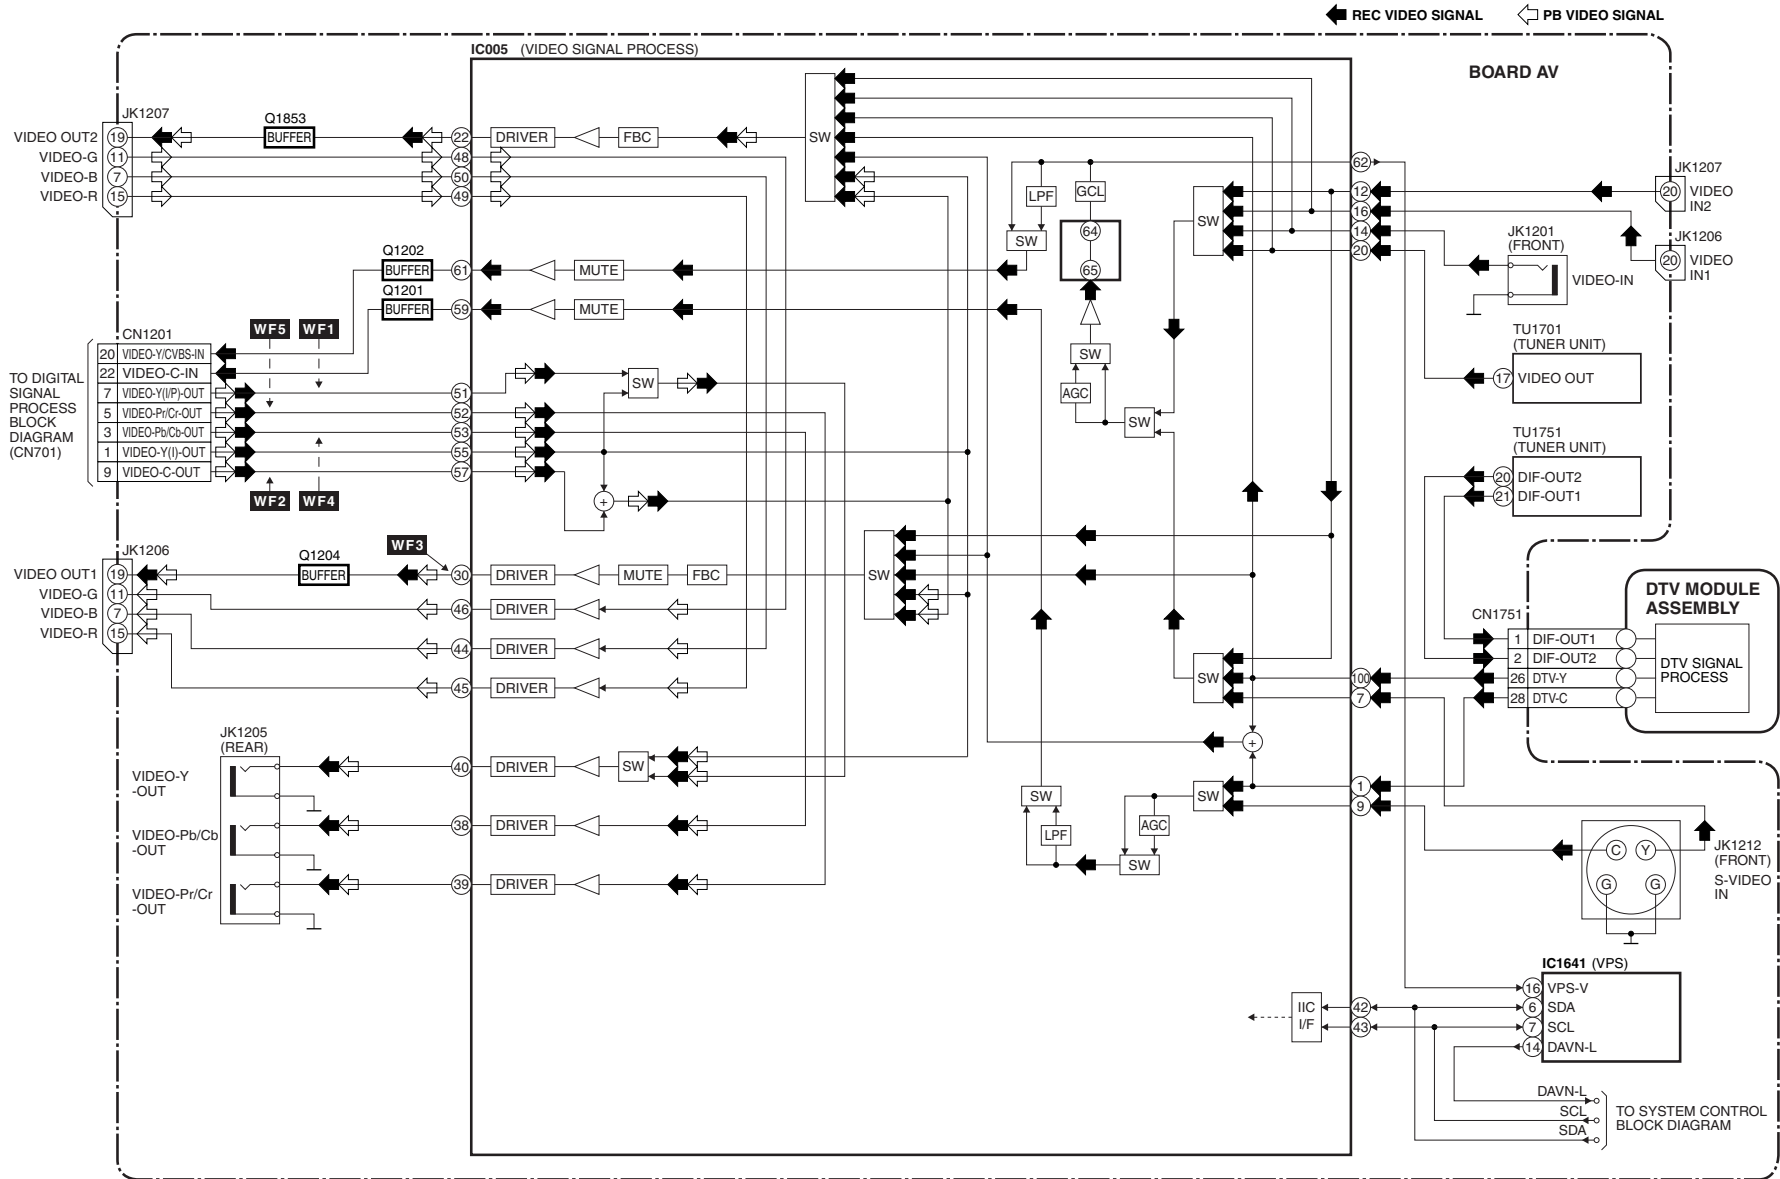 REC VIDEO SIGNAL PB VIDEO SIGNAL
IC005 (VIDEO SIGNAL PROCESS)
BOARD AV
JK1207
VIDEO OUT2 19
VIDEO-G 11
VIDEO-B 7
VIDEO-R 15
Q1853
BUFFER
22 DRIVER FBC
48
50
49
SW
Q1202
BUFFER 61 MUTE
Q1201
BUFFER 59 MUTE
WF5 WF1
CN1201
20 VIDEO-Y/CVBS-IN
22 VIDEO-C-IN
7 VIDEO-Y(I/P)-OUT
5 VIDEO-Pr/Cr-OUT
3 VIDEO-Pb/Cb-OUT
1 VIDEO-Y(I)-OUT
9 VIDEO-C-OUT
TO DIGITAL
SIGNAL
PROCESS
BLOCK
DIAGRAM
(CN701)
WF2 WF4
51
52
53
55
57
SW
+
JK1206
VIDEO OUT1 19
VIDEO-G 11
VIDEO-B 7
VIDEO-R 15
Q1204
BUFFER
WF3
30 DRIVER MUTE FBC
46 DRIVER
44 DRIVER
45 DRIVER
SW
JK1205
(REAR)
VIDEO-Y
-OUT
VIDEO-Pb/Cb
-OUT
VIDEO-Pr/Cr
-OUT
40 DRIVER SW
38 DRIVER
39 DRIVER
LPF GCL
SW
64
65
SW
AGC
SW
SW
62
12
16
14
20
JK1207
20 VIDEO
IN2
JK1206
20 VIDEO
IN1
JK1201
(FRONT)
VIDEO-IN
TU1701
(TUNER UNIT)
17 VIDEO OUT
TU1751
(TUNER UNIT)
20 DIF-OUT2
21 DIF-OUT1
DTV MODULE
ASSEMBLY
CN1751
1 DIF-OUT1
2 DIF-OUT2
26 DTV-Y
28 DTV-C
DTV SIGNAL
PROCESS
SW
100
7
+
SW
1
9
SW
LPF
AGC
SW
C Y
G G
JK1212
(FRONT)
S-VIDEO
IN
IC1641 (VPS)
16 VPS-V
6 SDA
7 SCL
14 DAVN-L
IIC
I/F
42
43
DAVN-L
SCL
SDA
TO SYSTEM CONTROL
BLOCK DIAGRAM